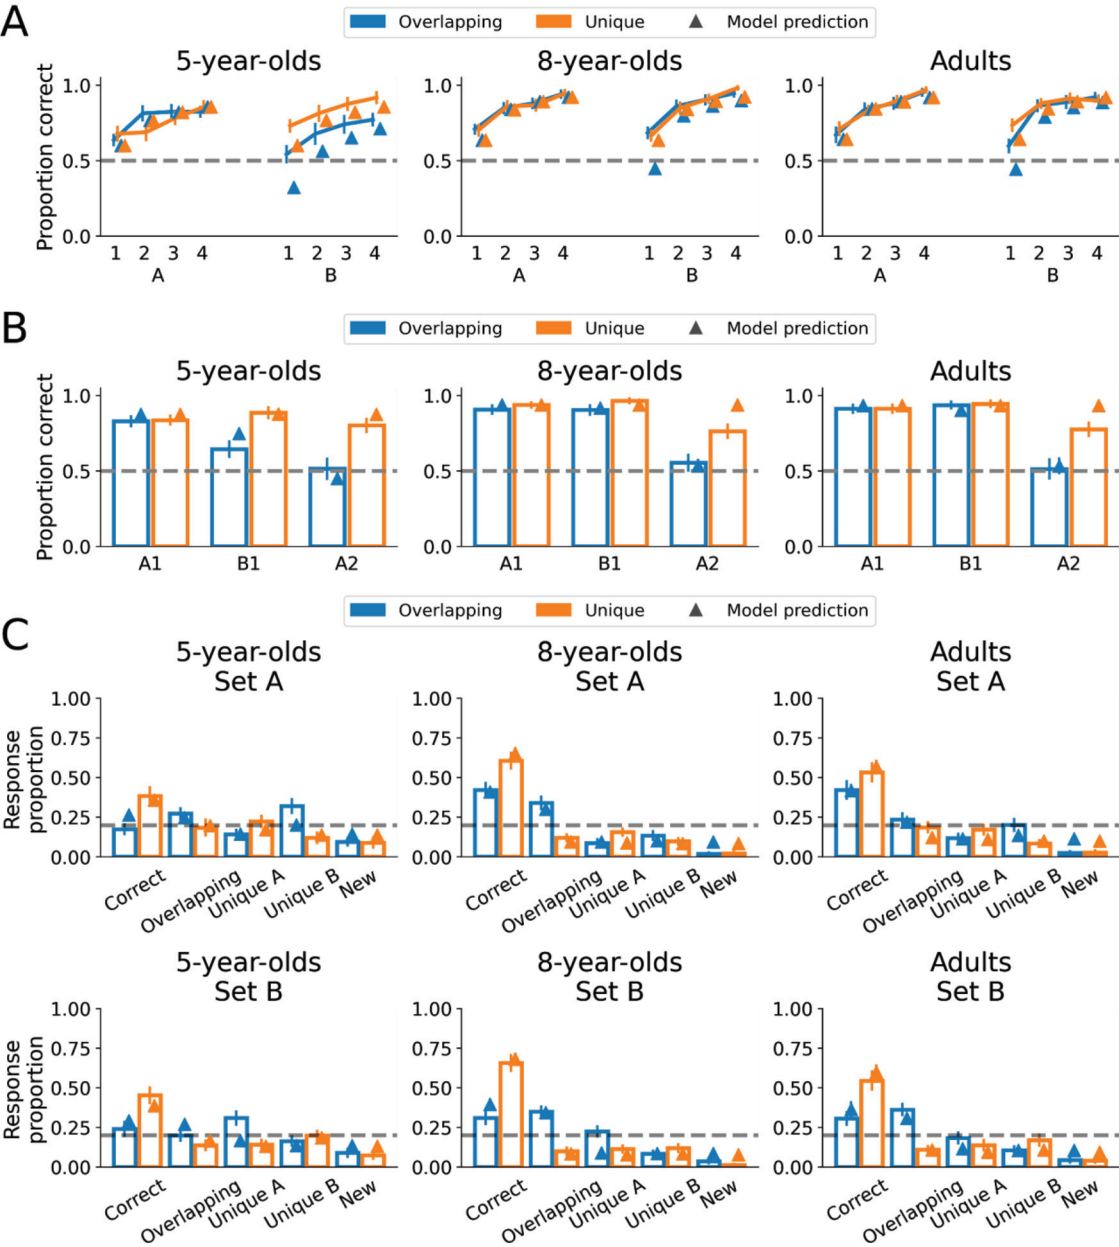 A
Overlapping Unique Model prediction
5-year-olds 8-year-olds Adults
Proportion correct
1.0 1.0 1.0
0.5 0.5 0.5
0.0 0.0 0.0
1 2 3 4 1 2 3 4 1 2 3 4 1 2 3 4 1 2 3 4 1 2 3 4
A B A B A B
B
Overlapping Unique Model prediction
5-year-olds 8-year-olds Adults
Proportion correct
1.0 1.0 1.0
0.5 0.5 0.5
0.0 0.0 0.0
A1 B1 A2 A1 B1 A2 A1 B1 A2
Overlapping Unique Model prediction
C
5-year-olds 8-year-olds Adults
Set A Set A Set A
Response
proportion
1.00 1.00 1.00
0.75 0.75 0.75
0.50 0.50 0.50
0.25 0.25 0.25
0.00 0.00 0.00
Correct Overlapping Unique A Unique B New Correct Overlapping Unique A Unique B New Correct Overlapping Unique A Unique B New
5-year-olds 8-year-olds Adults
Set B Set B Set B
Response
proportion
1.00 1.00 1.00
0.75 0.75 0.75
0.50 0.50 0.50
0.25 0.25 0.25
0.00 0.00 0.00
Correct Overlapping Unique A Unique B New Correct Overlapping Unique A Unique B New Correct Overlapping Unique A Unique B New